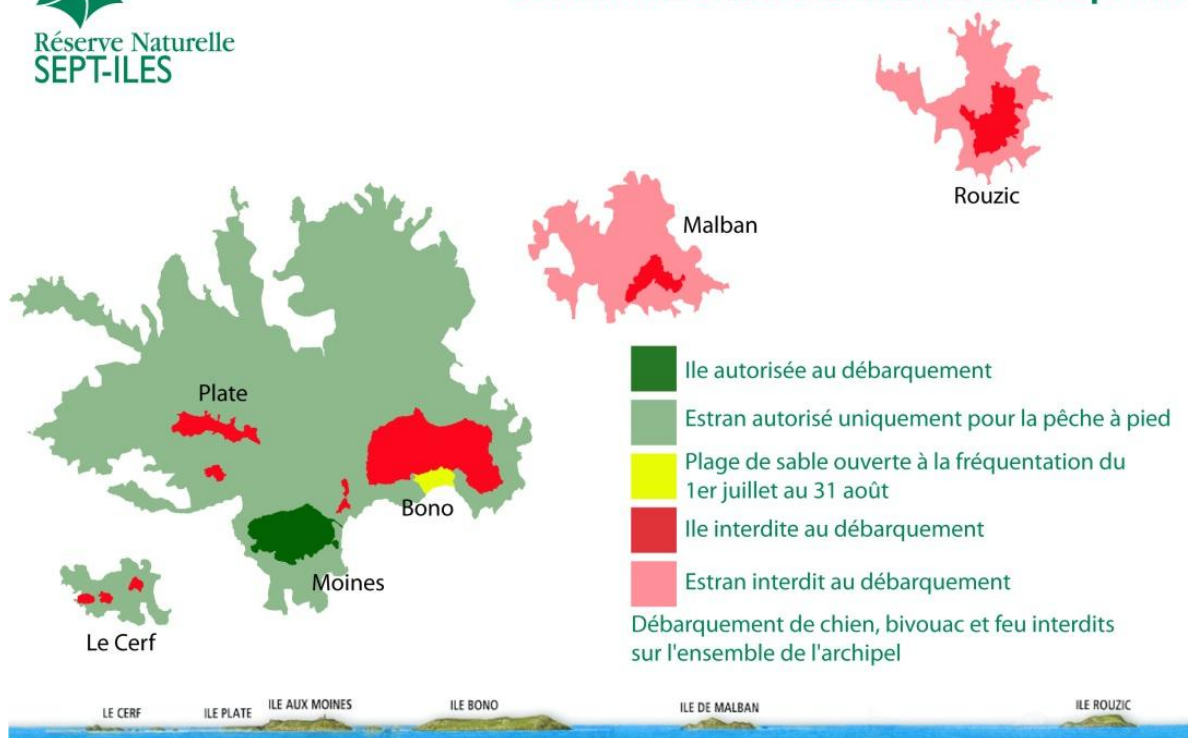 Réserve Naturelle
SEPT-ILES
Rouzic
Malban
Plate
Bono
Moines
Le Cerf
Ile autorisée au débarquement
Estran autorisé uniquement pour la pêche à pied
Plage de sable ouverte à la fréquentation du
1er juillet au 31 août
Ile interdite au débarquement
Estran interdit au débarquement
Débarquement de chien, bivouac et feu interdits
sur l'ensemble de l'archipel
LE CERF
ILE PLATE
ILE AUX MOINES
ILE BONO
ILE DE MALBAN
ILE ROUZIC